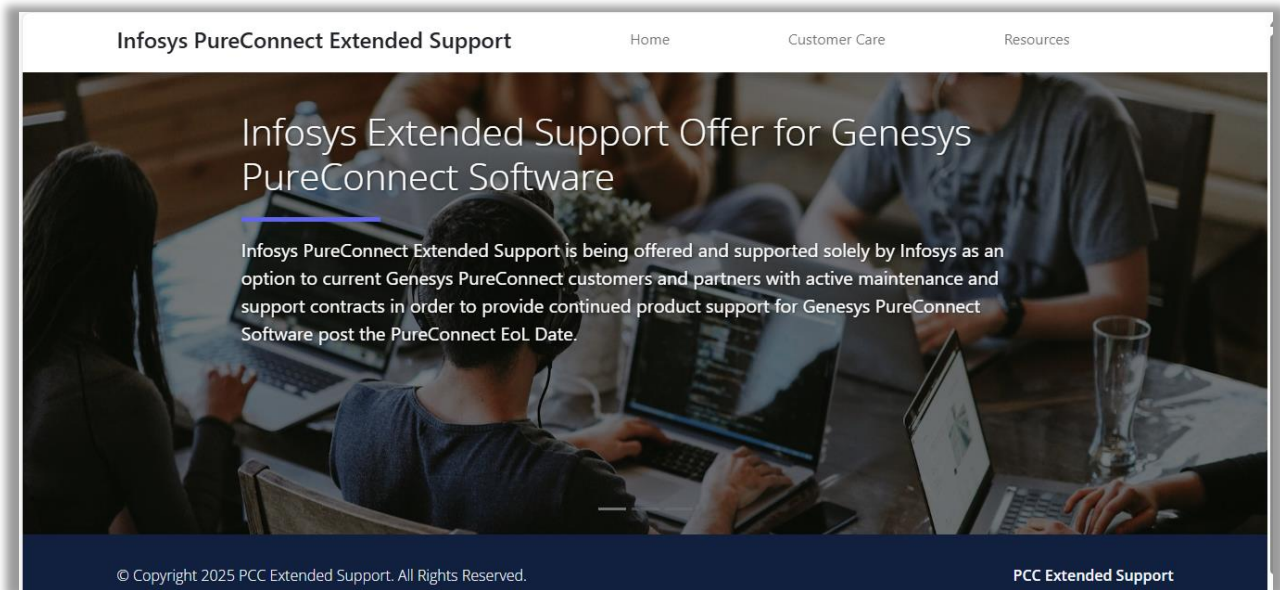 Infosys PureConnect Extended Support
Home
Customer Care
Resources
Infosys Extended Support Offer for Genesys
PureConnect Software
Infosys PureConnect Extended Support is being offered and supported solely by Infosys as an
option to current Genesys PureConnect customers and partners with active maintenance and
support contracts in order to provide continued product support for Genesys PureConnect
Software post the PureConnect EoL Date.
© Copyright 2025 PCC Extended Support. All Rights Reserved.
PCC Extended Support